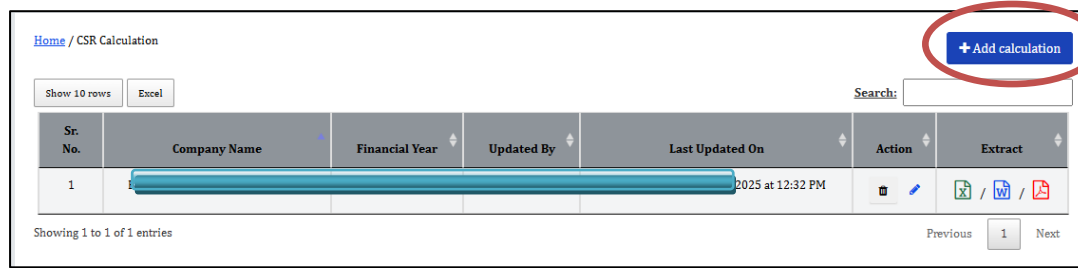 Home / CSR Calculation
+ Add calculation
Show 10 rows Excel Search:
Sr. No. Company Name Financial Year Updated By Last Updated On Action Extract
1 2025 at 12:32 PM / /
Showing 1 to 1 of 1 entries Previous 1 Next